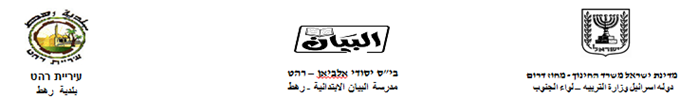 מדינת ישראל משרד החינוך - מחוז דרום
دولة اسرائيل وزارة التربيه – لواء الجنوب
البيان
בי"ס יסודי אלביאן – רהט
مدرسة البيان الابتدائية - رهط
עיריית רהט
بلدية رهط